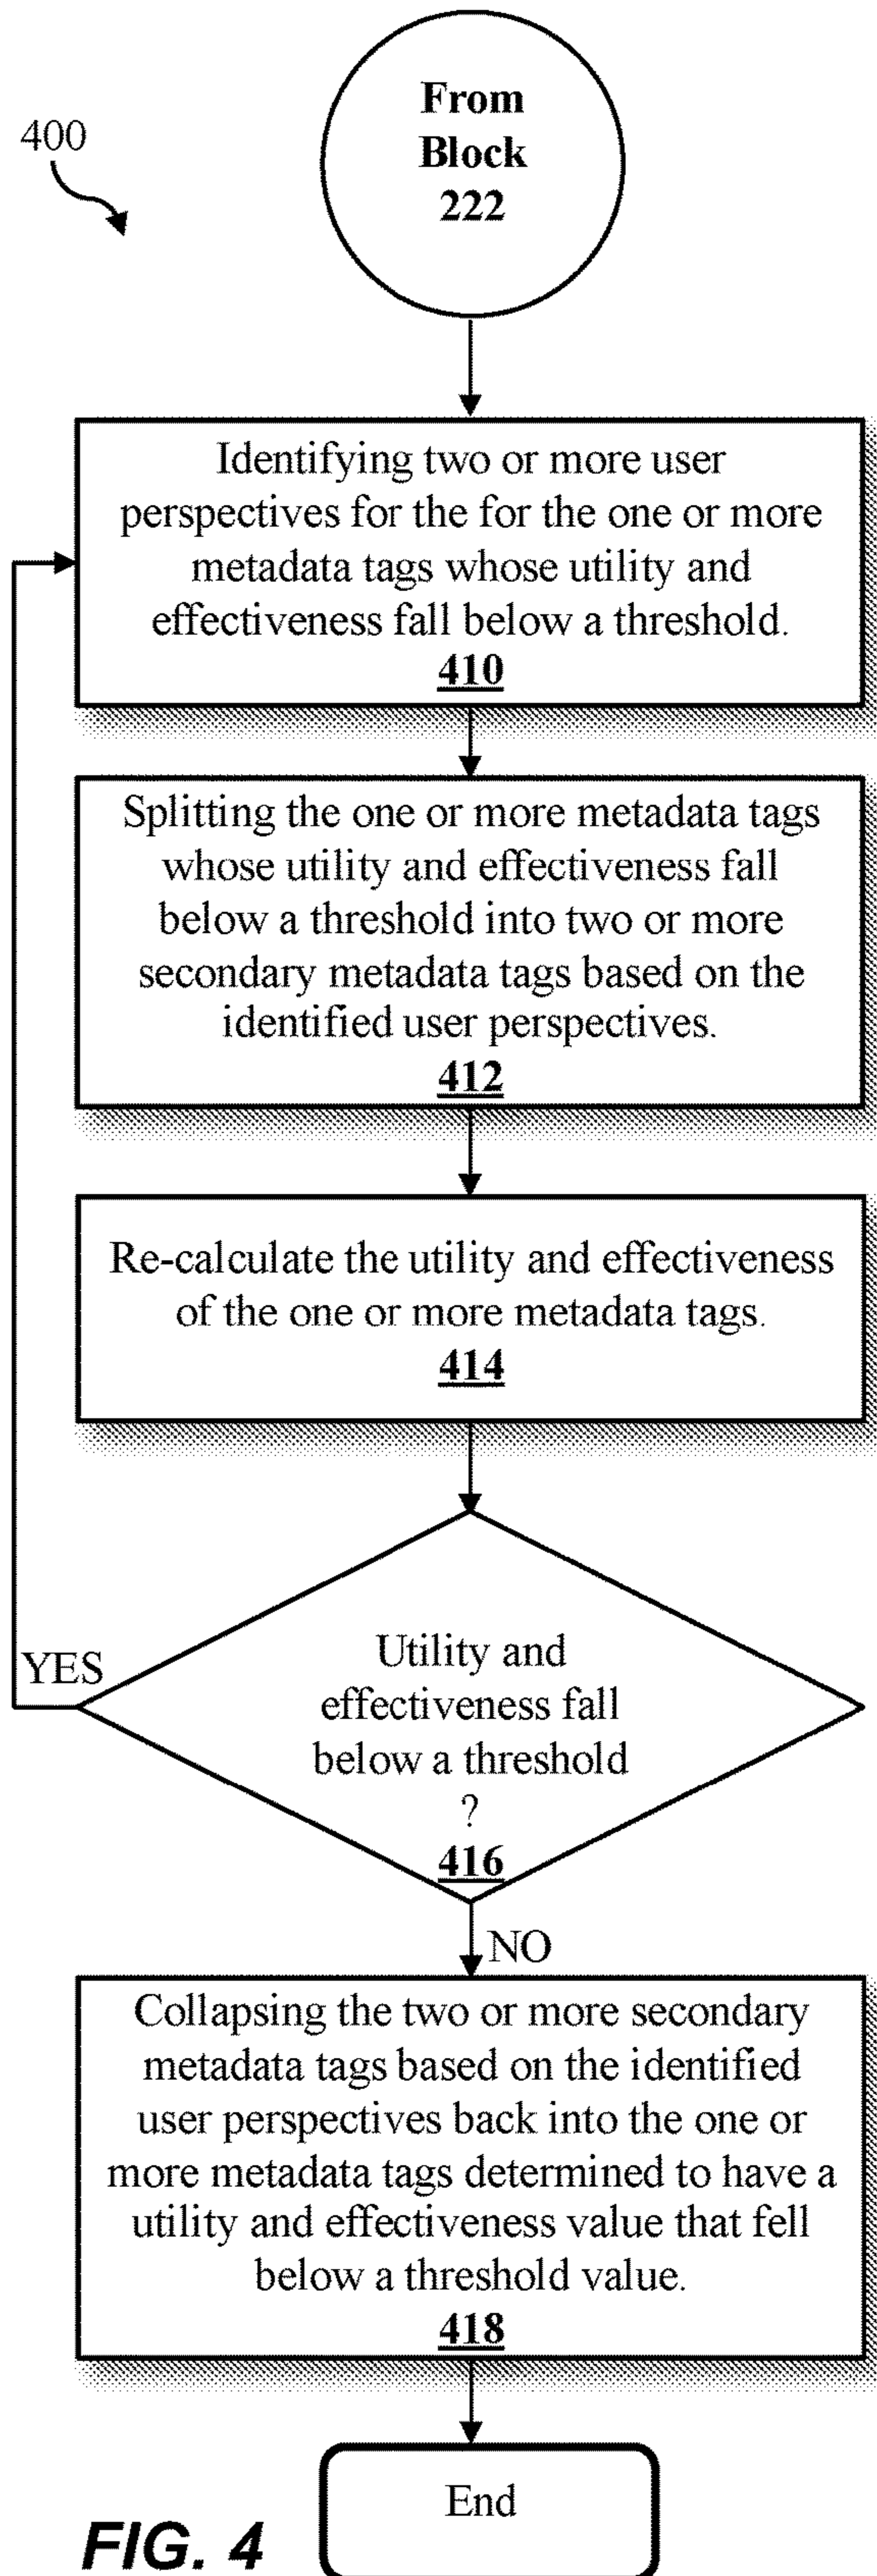 400
From
Block
222
Identifying two or more user
perspectives for the for the one or more
metadata tags whose utility and
effectiveness fall below a threshold.
410
Splitting the one or more metadata tags
whose utility and effectiveness fall
below a threshold into two or more
secondary metadata tags based on the
identified user perspectives.
412
Re-calculate the utility and effectiveness
of the one or more metadata tags.
414
YES
Utility and
effectiveness fall
below a threshold
?
416
NO
Collapsing the two or more secondary
metadata tags based on the identified
user perspectives back into the one or
more metadata tags determined to have a
utility and effectiveness value that fell
below a threshold value.
418
End
FIG. 4